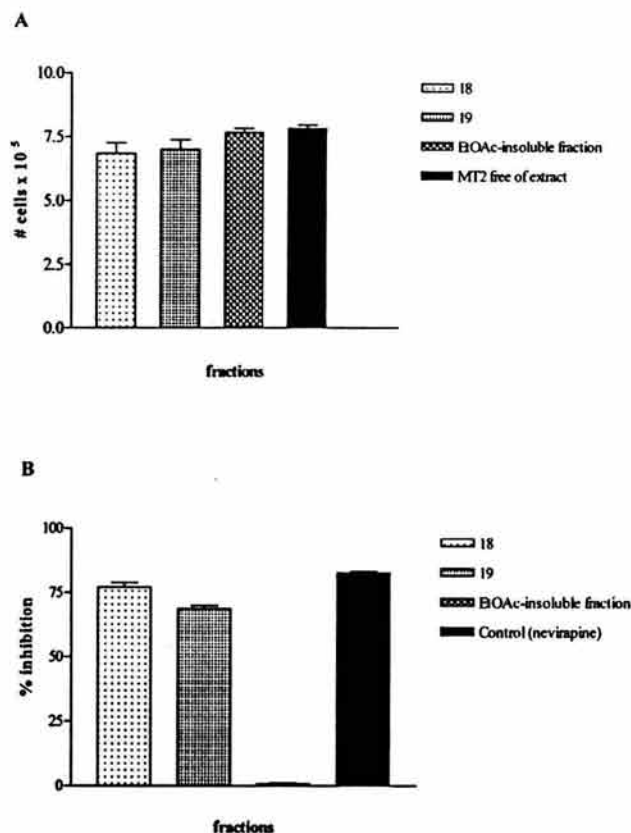 A
10.0
7.5
5.0
2.5
0.0
# cells x 10⁻⁵
fractions
18
19
EtOAc-insoluble fraction
MT2 free of extract
B
100
75
50
25
0
% inhibition
fractions
18
19
EtOAc-insoluble fraction
Control (nevirapine)